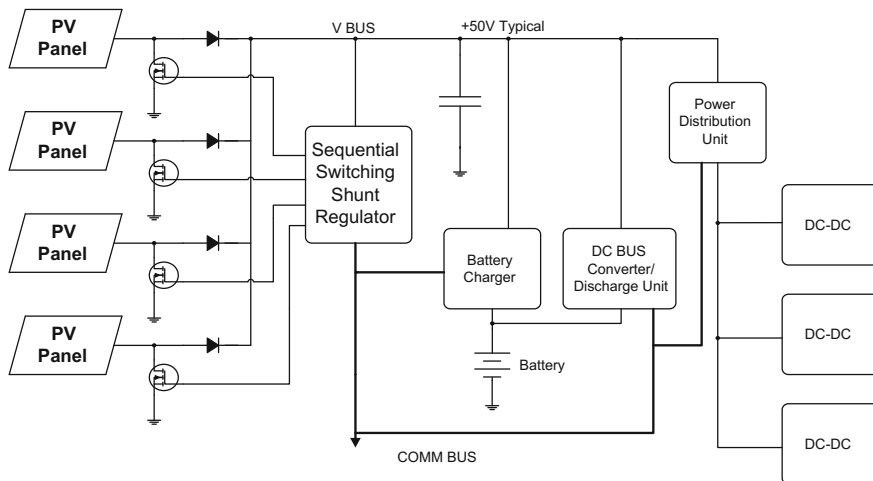 PV
Panel
V BUS
+50V Typical
PV
Panel
PV
Panel
PV
Panel
Sequential
Switching
Shunt
Regulator
Battery
Charger
DC BUS
Converter/
Discharge Unit
Power
Distribution
Unit
DC-DC
DC-DC
DC-DC
Battery
COMM BUS